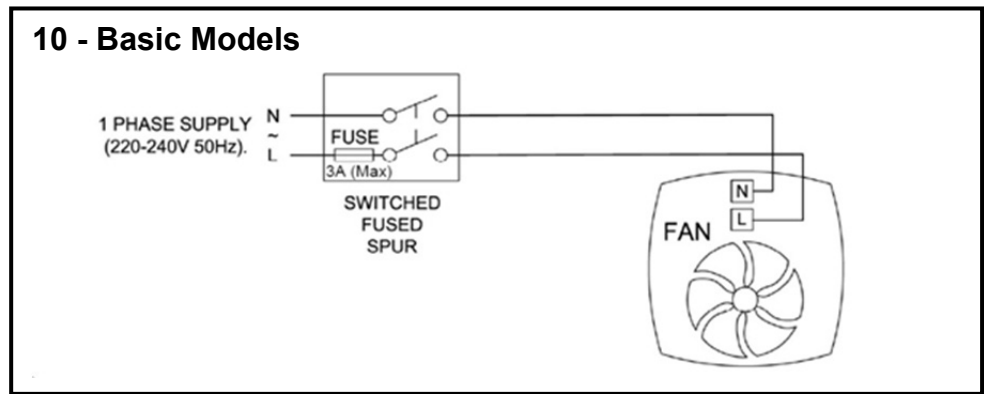 10 - Basic Models
1 PHASE SUPPLY
(220-240V 50Hz).
N
~
L
FUSE
3A (Max)
SWITCHED
FUSED
SPUR
N
L
FAN